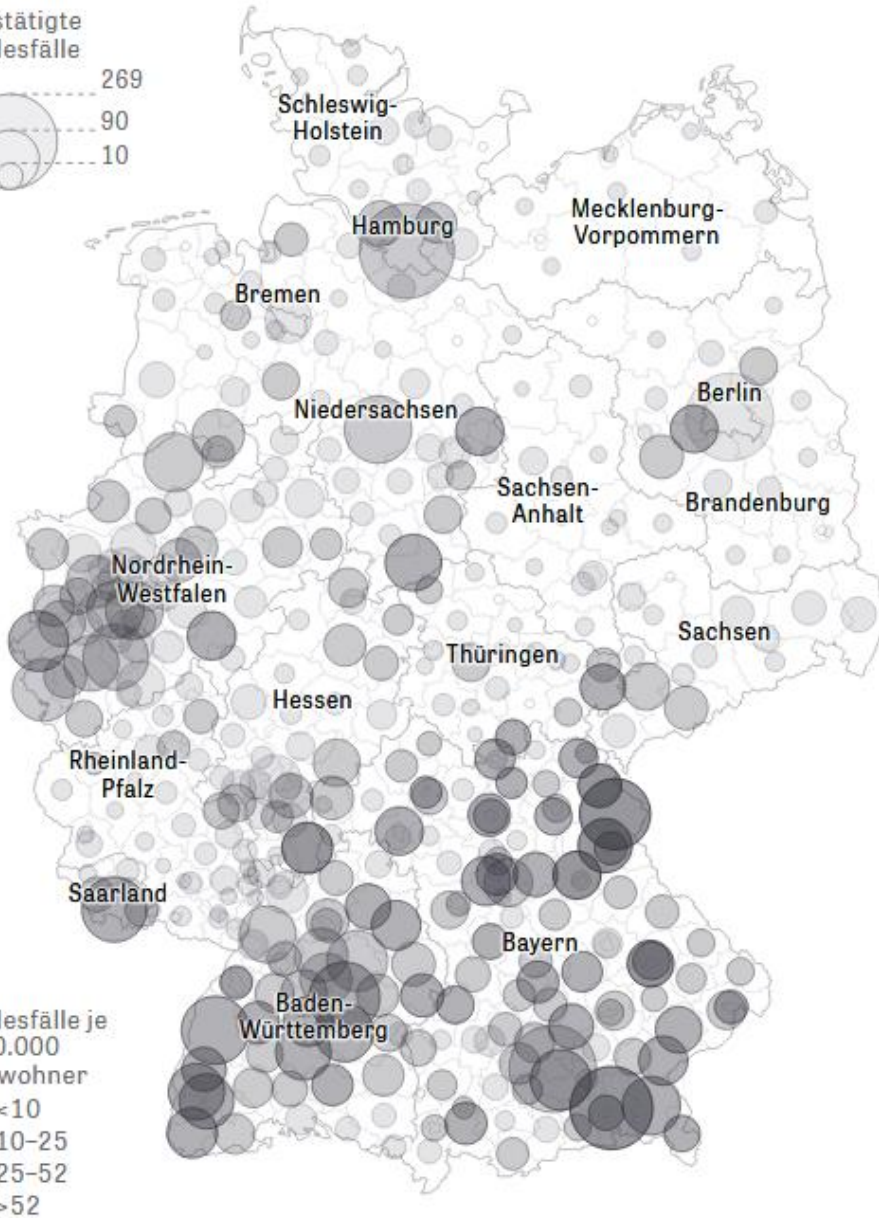 stätigte
lesfälle
269
90
10
Schleswig-
Holstein
Hamburg
Mecklenburg-
Vorpommern
Bremen
Berlin
Niedersachsen
Sachsen-
Anhalt
Brandenburg
Nordrhein-
Westfalen
Sachsen
Thüringen
Hessen
Rheinland-
Pfalz
Saarland
Bayern
Baden-
Württemberg
lesfälle je
0.000
wohner
<10
10–25
25–52
>52